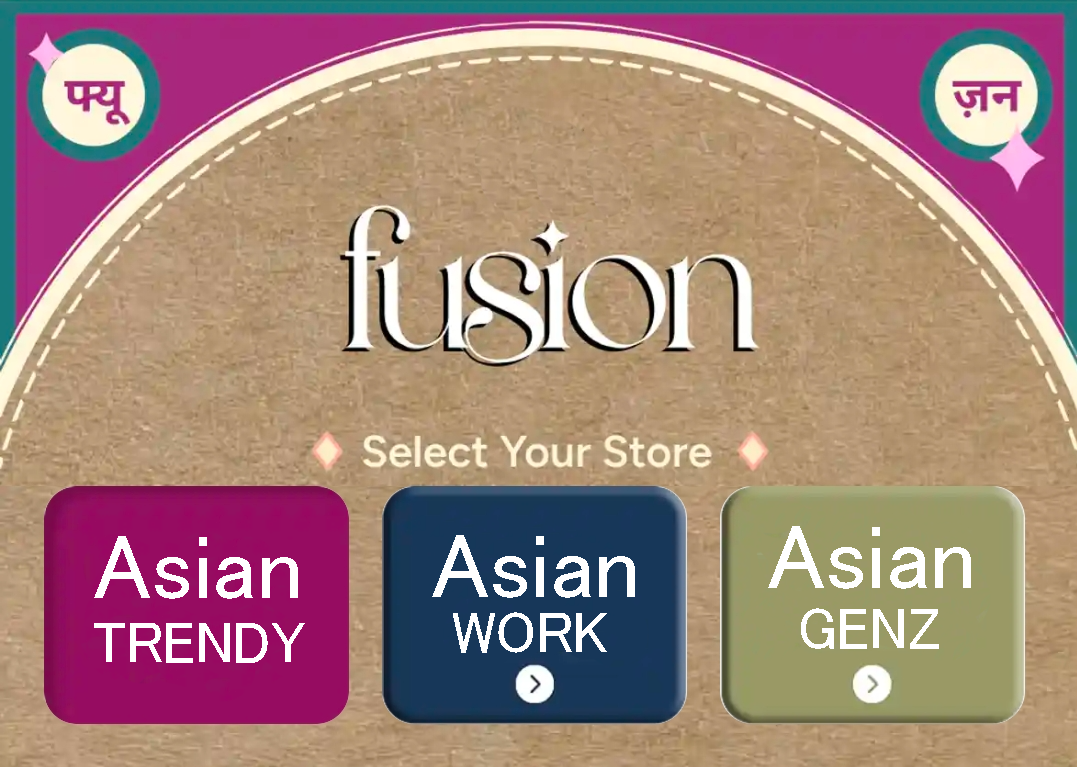 फ्यू
ज़न
fusion
Select Your Store
Asian
TRENDY
Asian
WORK
Asian
GENZ